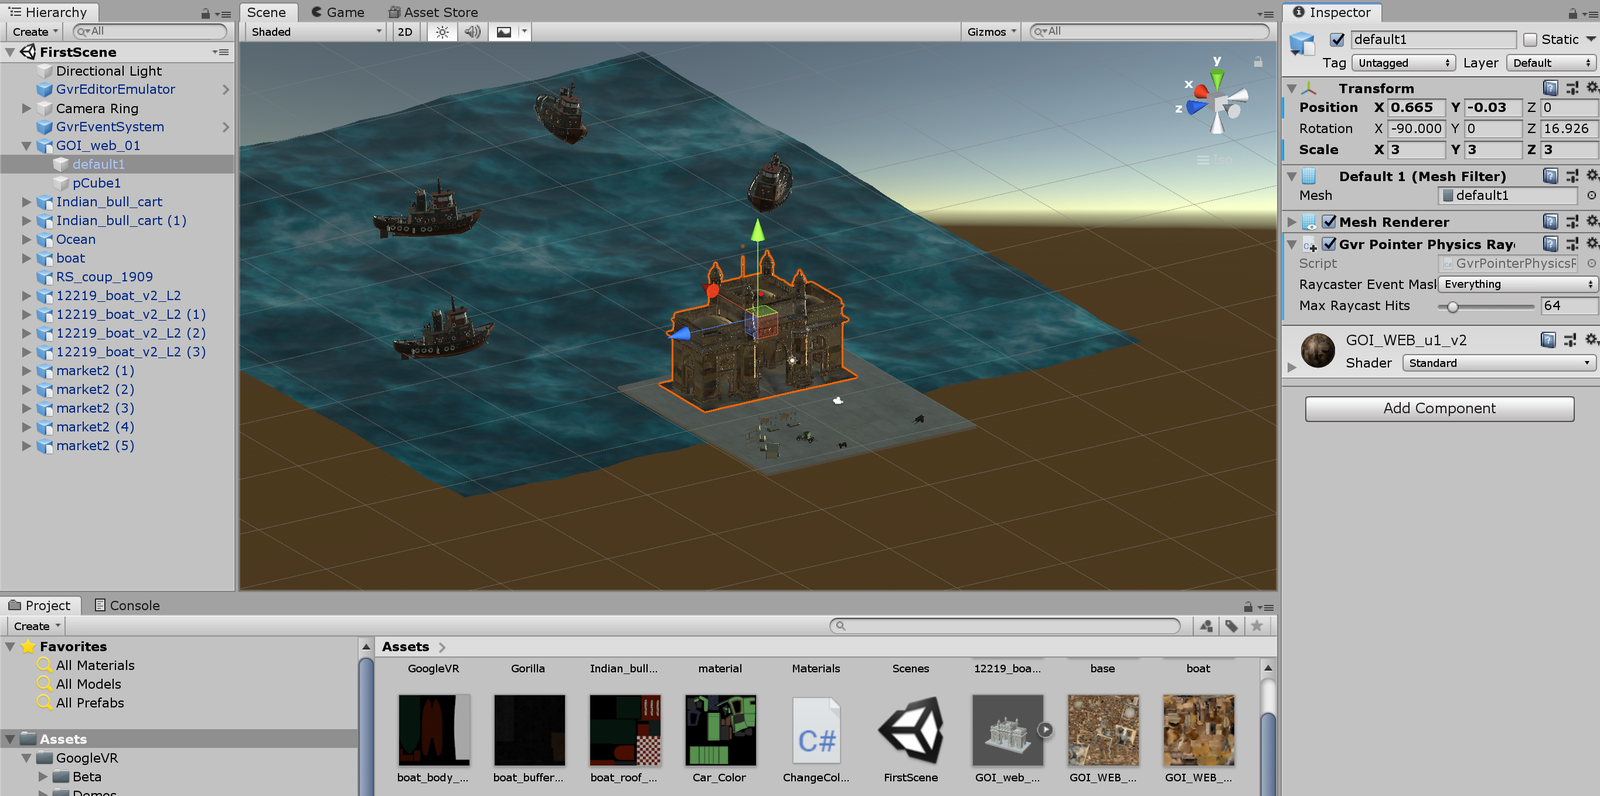 Hierarchy
Create
All
FirstScene
Directional Light
GvrEditorEmulator
Camera Ring
GvrEventSystem
GOI_web_01
default1
pCube1
Indian_bull_cart
Indian_bull_cart (1)
Ocean
boat
RS_coup_1909
12219_boat_v2_L2
12219_boat_v2_L2 (1)
12219_boat_v2_L2 (2)
12219_boat_v2_L2 (3)
market2 (1)
market2 (2)
market2 (3)
market2 (4)
market2 (5)
Scene Game Asset Store
Shaded 2D Gizmos All
y
x
z
Inspector
default1 Static
Tag Untagged Layer Default
Transform
Position X 0.665 Y -0.03 Z 0
Rotation X -90.000 Y 0 Z 16.926
Scale X 3 Y 3 Z 3
Default 1 (Mesh Filter)
Mesh default1
Mesh Renderer
Gvr Pointer Physics Ray
Script GvrPointerPhysicsR
Raycaster Event Masl Everything
Max Raycast Hits 64
GOI_WEB_u1_v2
Shader Standard
Add Component
Project Console
Create
Favorites
All Materials
All Models
All Prefabs
Assets
GoogleVR
Beta
Demos
Assets
GoogleVR Gorilla Indian_bull... material Materials Scenes 12219_boa... base boat
C#
boat_body_... boat_buffer... boat_roof_... Car_Color ChangeCol... FirstScene GOI_web_... GOI_WEB_... GOI_WEB_...